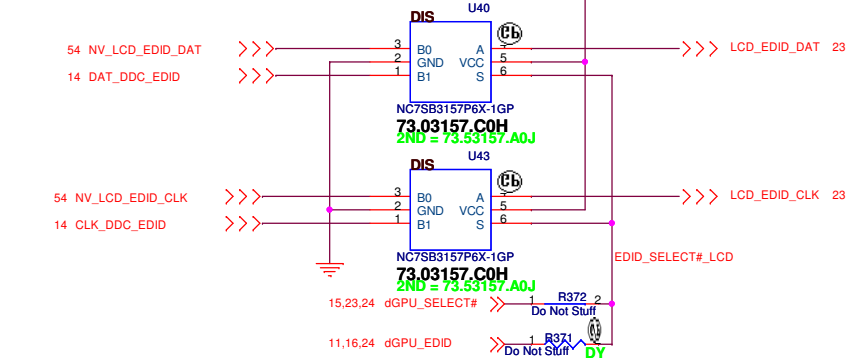 U40
DIS
54 NV_LCD_EDID_DAT
3 B0 A 4
LCD_EDID_DAT 23
2 GND VCC 5
14 DAT_DDC_EDID
1 B1 S 6
NC7SB3157P6X-1GP
73.03157.C0H
2ND = 73.53157.A0J
U43
DIS
54 NV_LCD_EDID_CLK
3 B0 A 4
LCD_EDID_CLK 23
2 GND VCC 5
14 CLK_DDC_EDID
1 B1 S 6
NC7SB3157P6X-1GP
EDID_SELECT#_LCD
73.03157.C0H
2ND = 73.53157.A0J
15,23,24 dGPU_SELECT# 1 R372 2
Do Not Stuff
11,16,24 dGPU_EDID 1 R371
Do Not Stuff DY